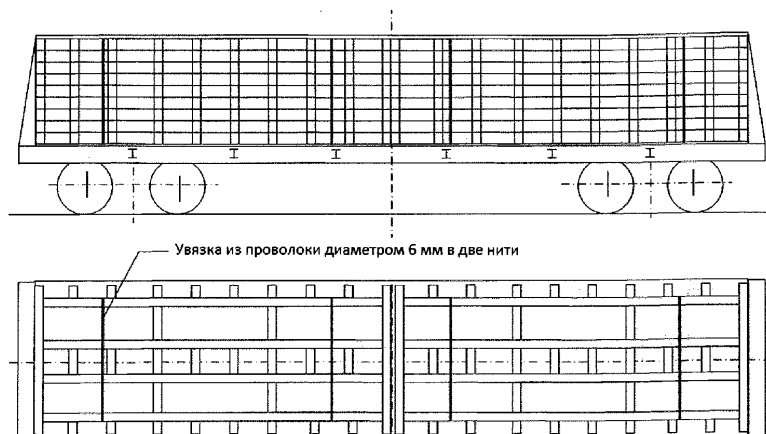 Увязка из проволоки диаметром 6 мм в две нити